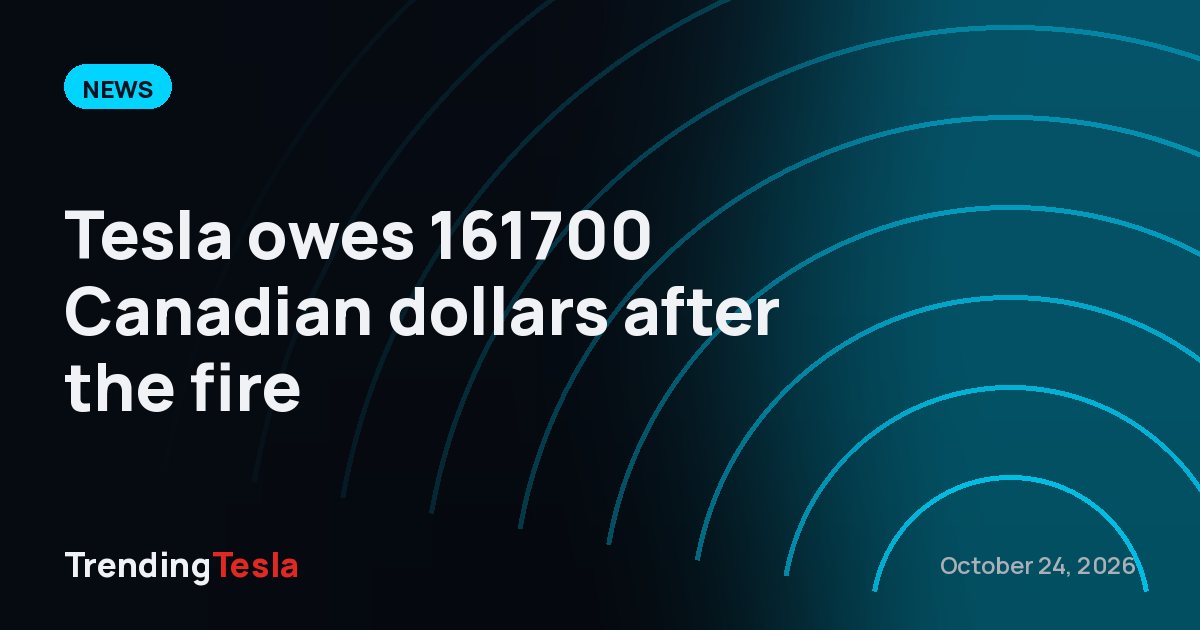 NEWS
Tesla owes 161700
Canadian dollars after
the fire
TrendingTesla
October 24, 2026